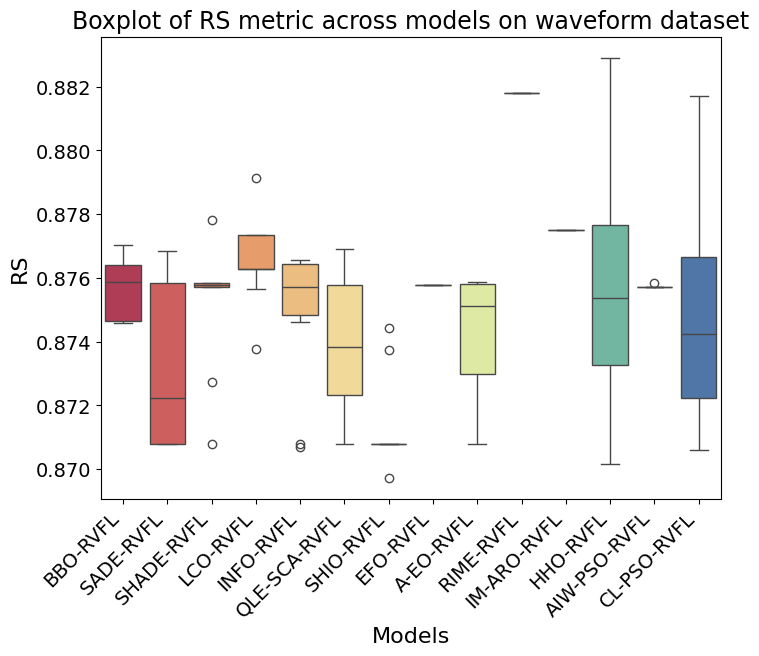 Boxplot of RS metric across models on waveform dataset
RS
0.882
0.880
0.878
0.876
0.874
0.872
0.870
BBO-RVFL
SADE-RVFL
SHADE-RVFL
LCO-RVFL
INFO-RVFL
QLE-SCA-RVFL
SHIO-RVFL
EFO-RVFL
A-EO-RVFL
RIME-RVFL
IM-ARO-RVFL
HHO-RVFL
AIW-PSO-RVFL
CL-PSO-RVFL
Models